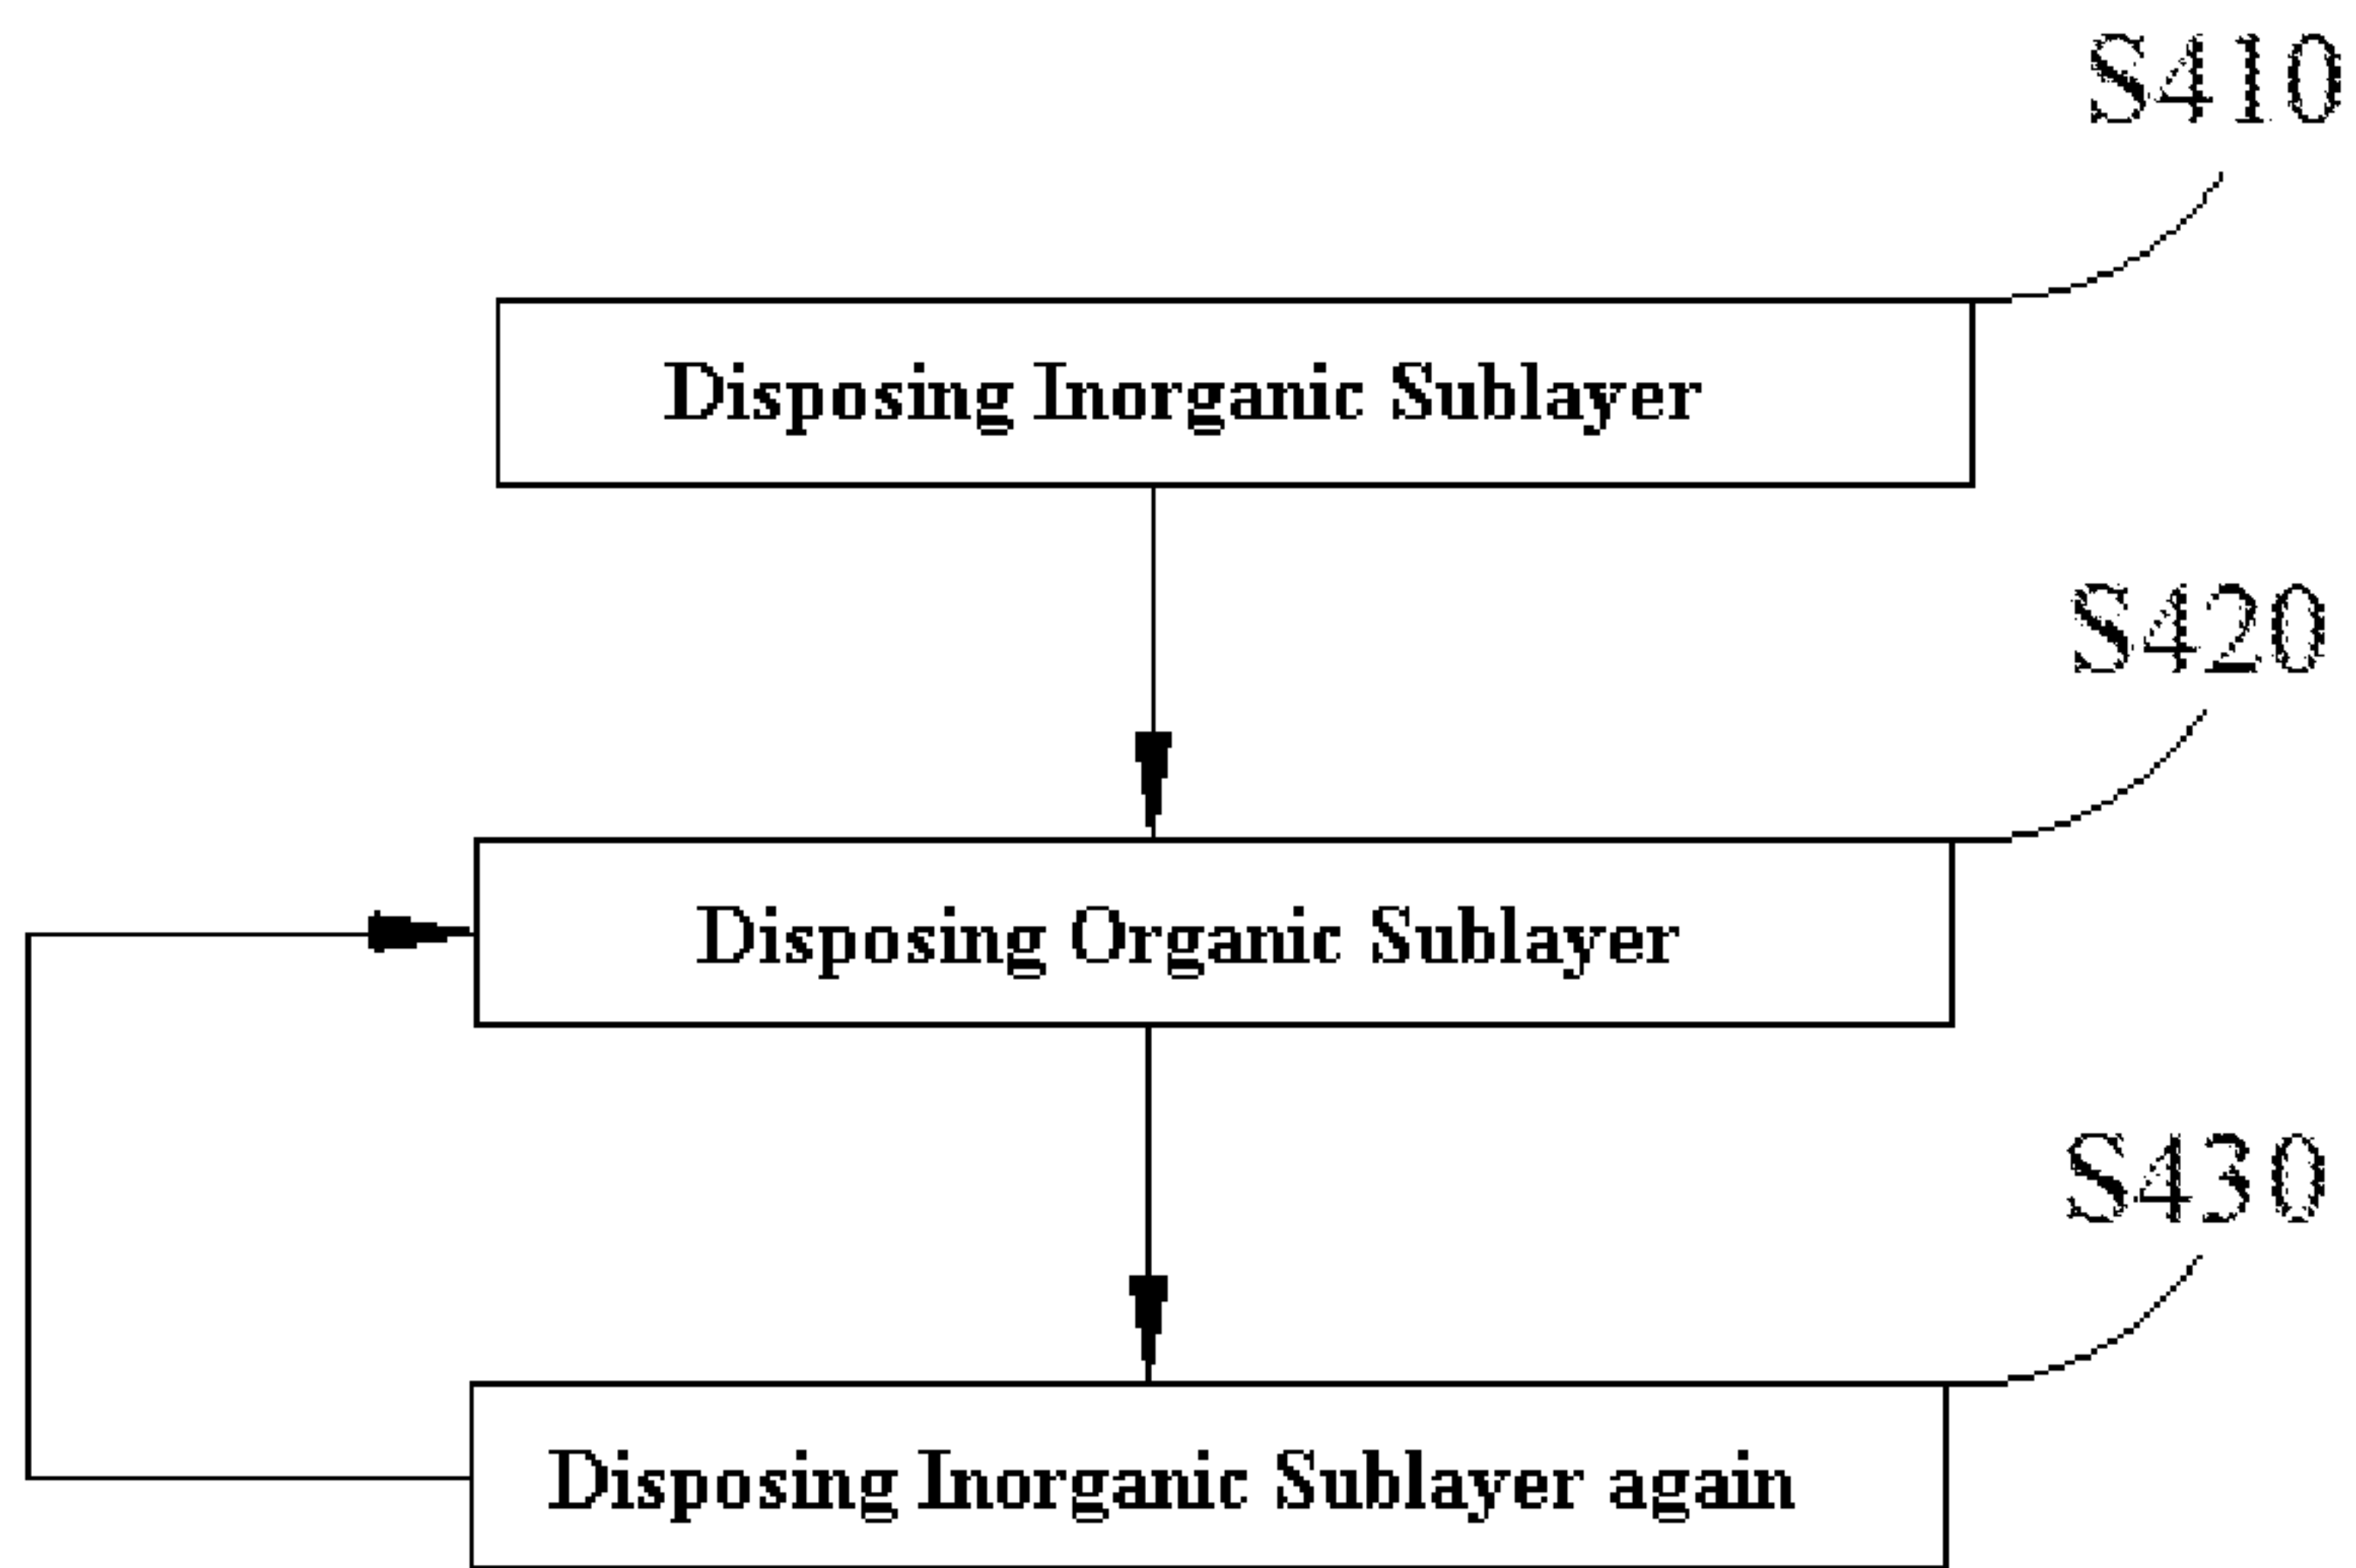 S410
Disposing Inorganic Sublayer
S420
Disposing Organic Sublayer
S430
Disposing Inorganic Sublayer again